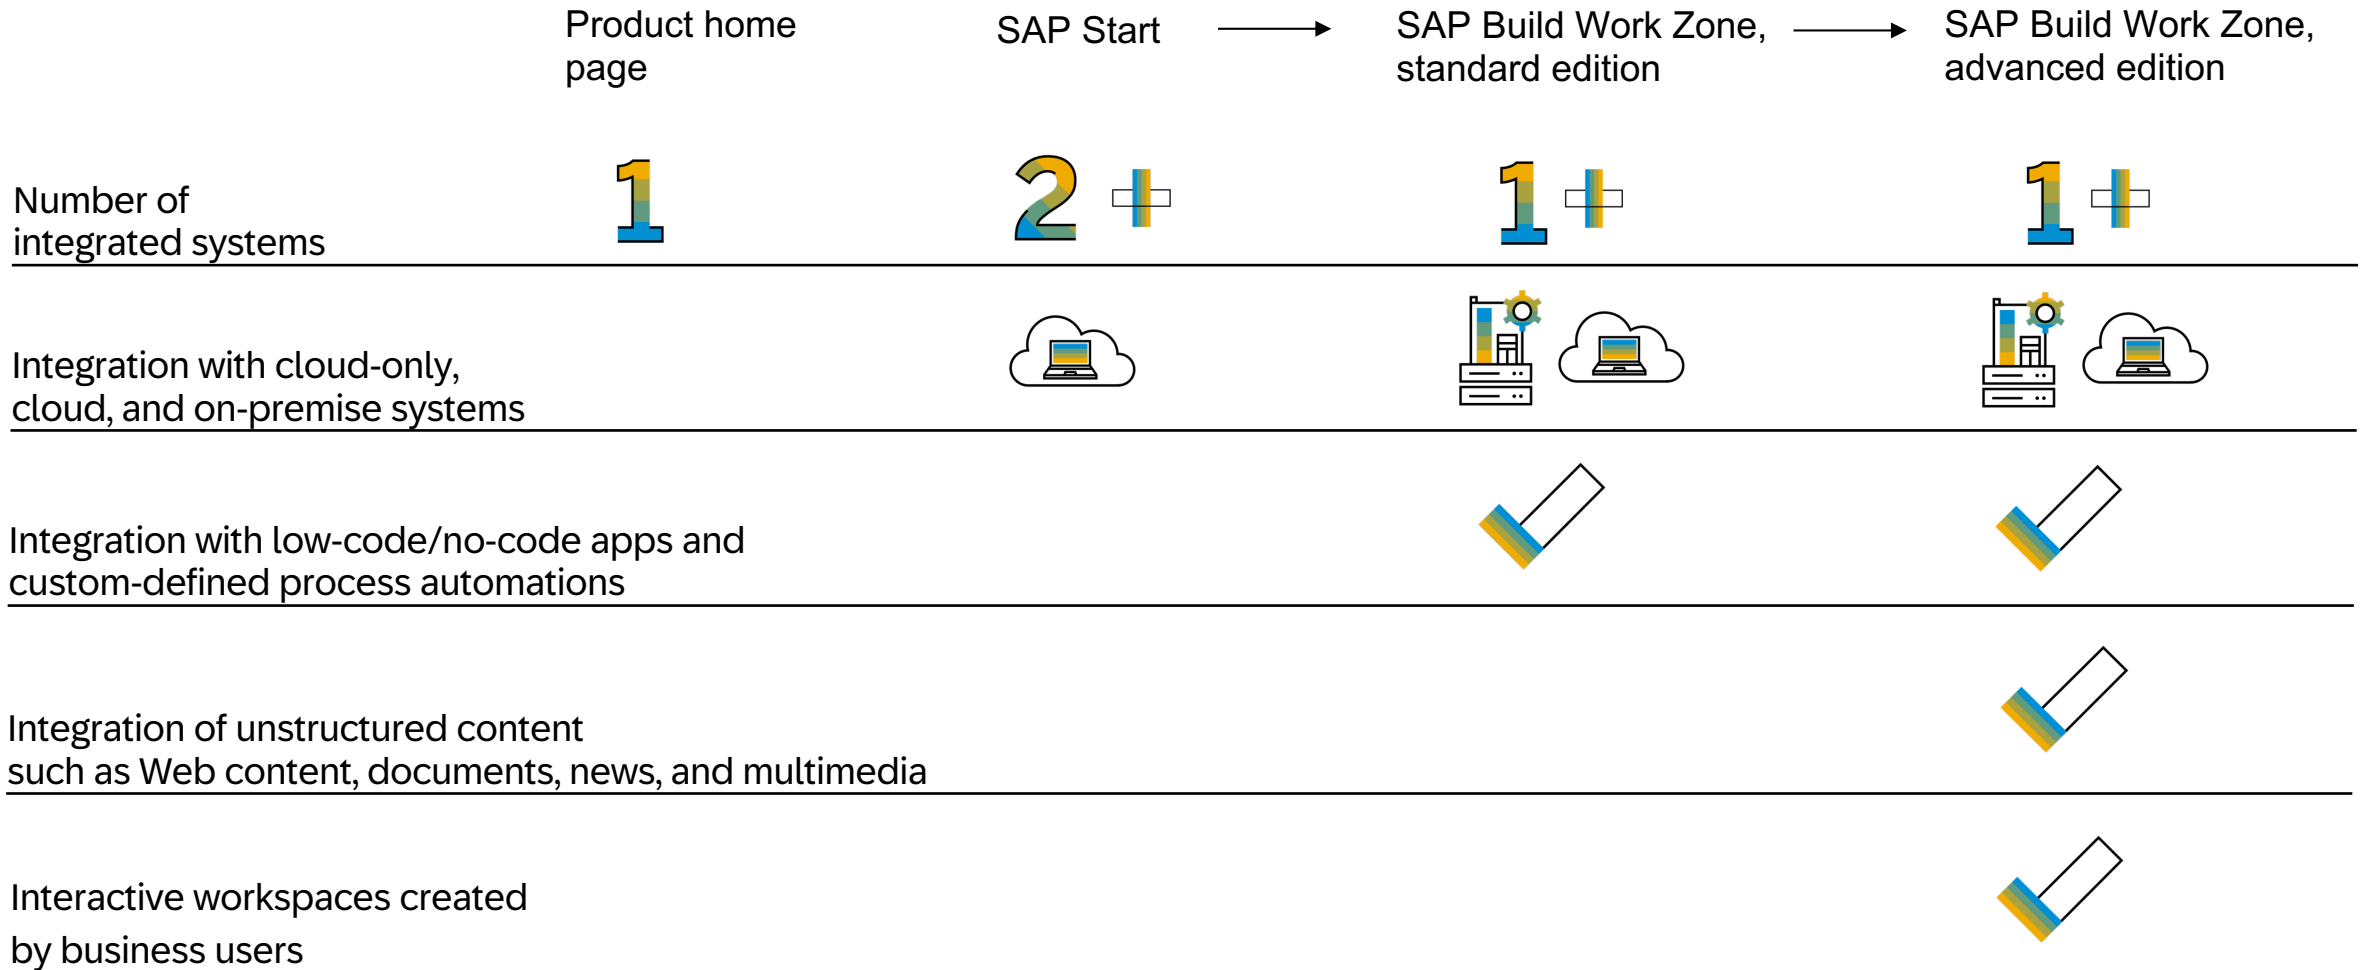 Product home
page
SAP Start
SAP Build Work Zone,
standard edition
SAP Build Work Zone,
advanced edition
Number of
integrated systems
1
2+
1+
1+
Integration with cloud-only,
cloud, and on-premise systems
Integration with low-code/no-code apps and
custom-defined process automations
Integration of unstructured content
such as Web content, documents, news, and multimedia
Interactive workspaces created
by business users